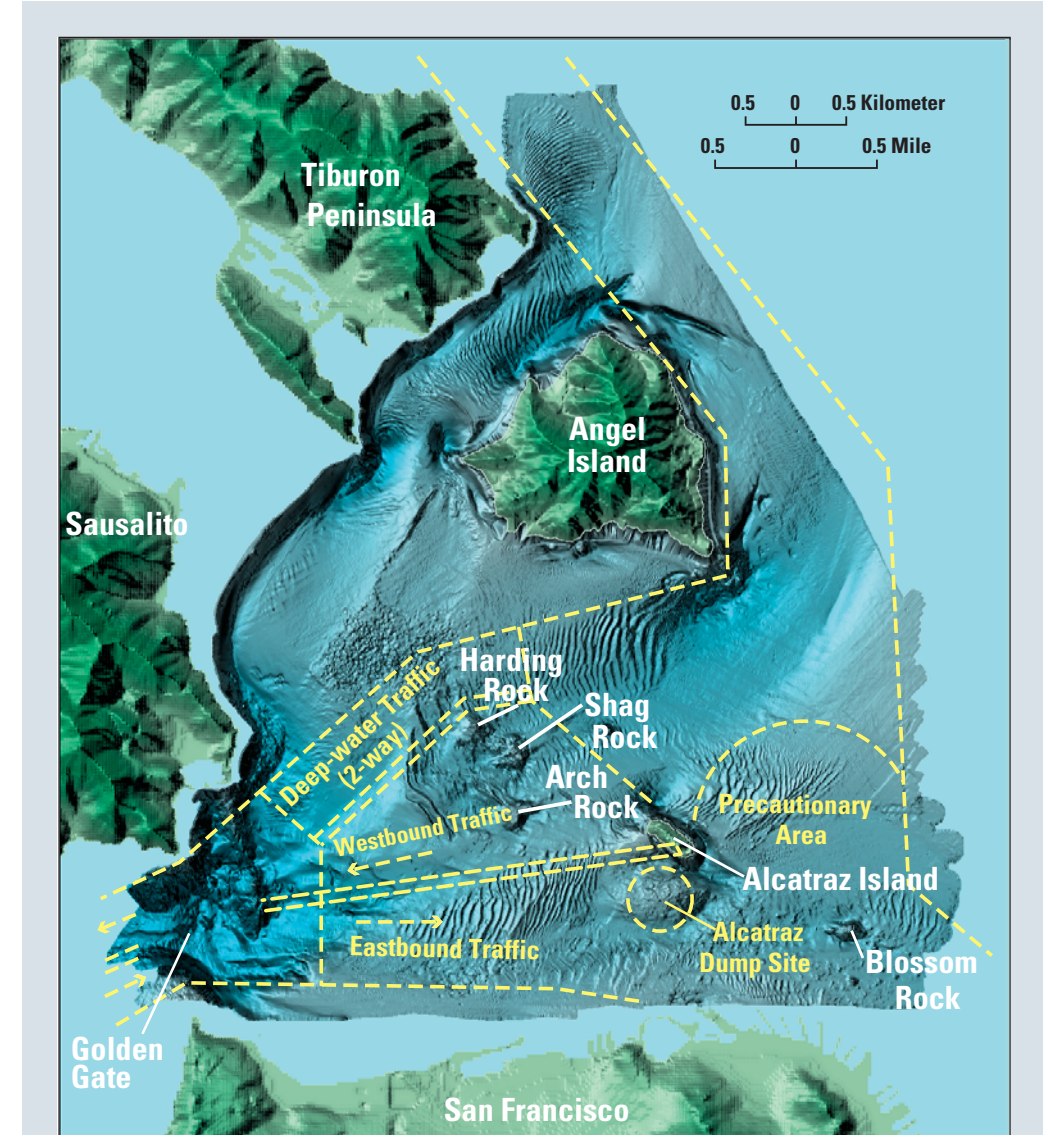 0.5 0 0.5 Kilometer
0.5 0 0.5 Mile
Tiburon
Peninsula
Angel
Island
Sausalito
Harding
Rock
Deep-water Traffic
(2-way)
Shag
Rock
Arch
Rock
Westbound Traffic
Precautionary
Area
Alcatraz Island
Eastbound Traffic
Alcatraz
Dump Site
Blossom
Rock
Golden
Gate
San Francisco